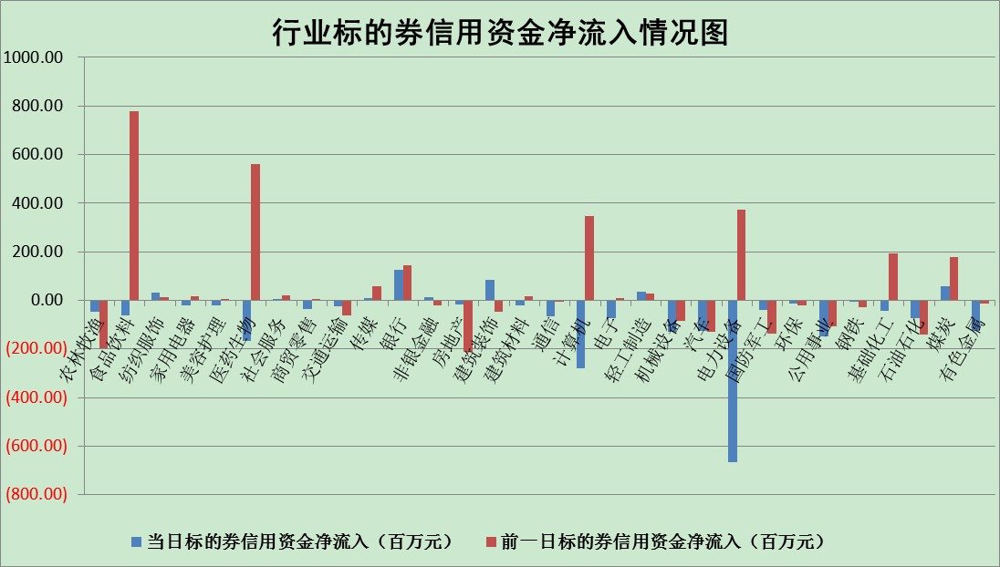 行业标的券信用资金净流入情况图
1000.00
800.00
600.00
400.00
200.00
0.00
(200.00)
(400.00)
(600.00)
(800.00)
农林牧渔
食品饮料
纺织服饰
家用电器
美容护理
医药生物
社会服务
商贸零售
交通运输
传媒
银行
非银金融
房地产
建筑装饰
建筑材料
通信
计算机
电子
轻工制造
机械设备
汽车
电力设备
国防军工
环保
公用事业
钢铁
基础化工
石油石化
煤炭
有色金属
当日标的券信用资金净流入（百万元） 前一日标的券信用资金净流入（百万元）